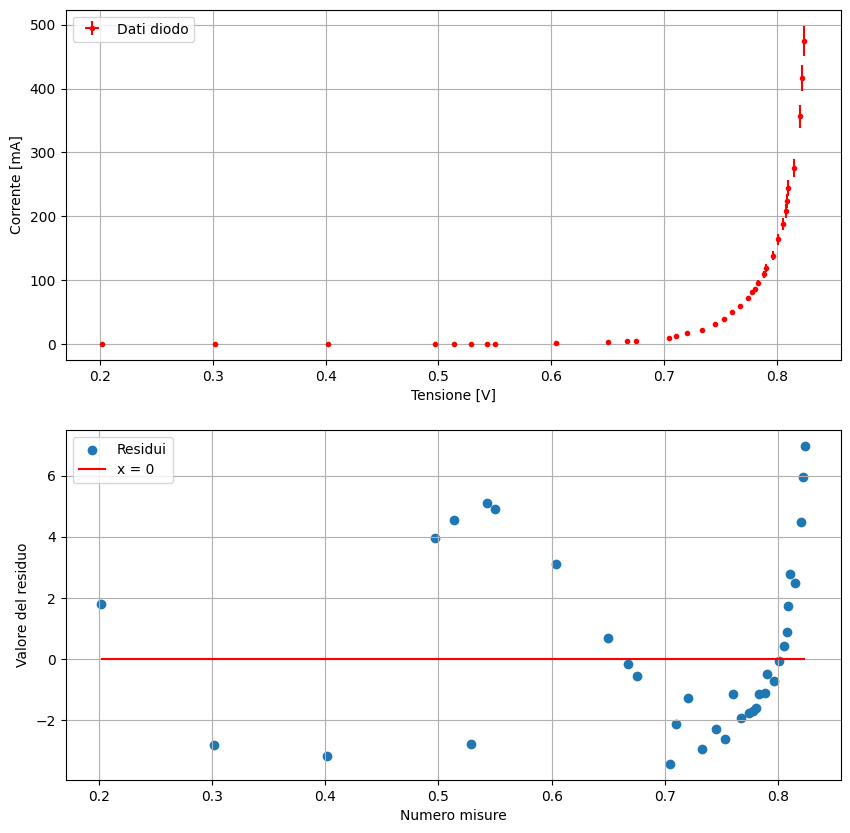 Dati diodo
500
400
300
200
100
0
Corrente [mA]
0.2 0.3 0.4 0.5 0.6 0.7 0.8
Tensione [V]
Residui
x = 0
6
4
2
0
−2
Valore del residuo
0.2 0.3 0.4 0.5 0.6 0.7 0.8
Numero misure